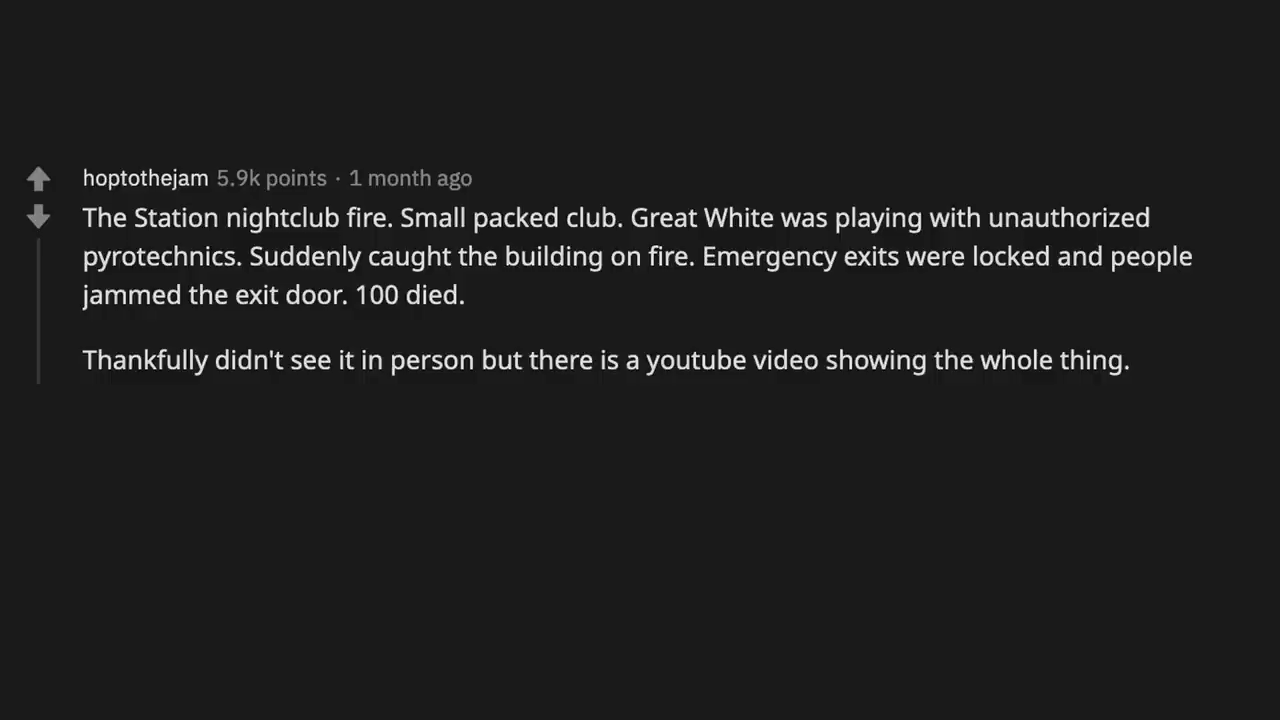 hoptothejam 5.9k points · 1 month ago
The Station nightclub fire. Small packed club. Great White was playing with unauthorized
pyrotechnics. Suddenly caught the building on fire. Emergency exits were locked and people
jammed the exit door. 100 died.
Thankfully didn't see it in person but there is a youtube video showing the whole thing.